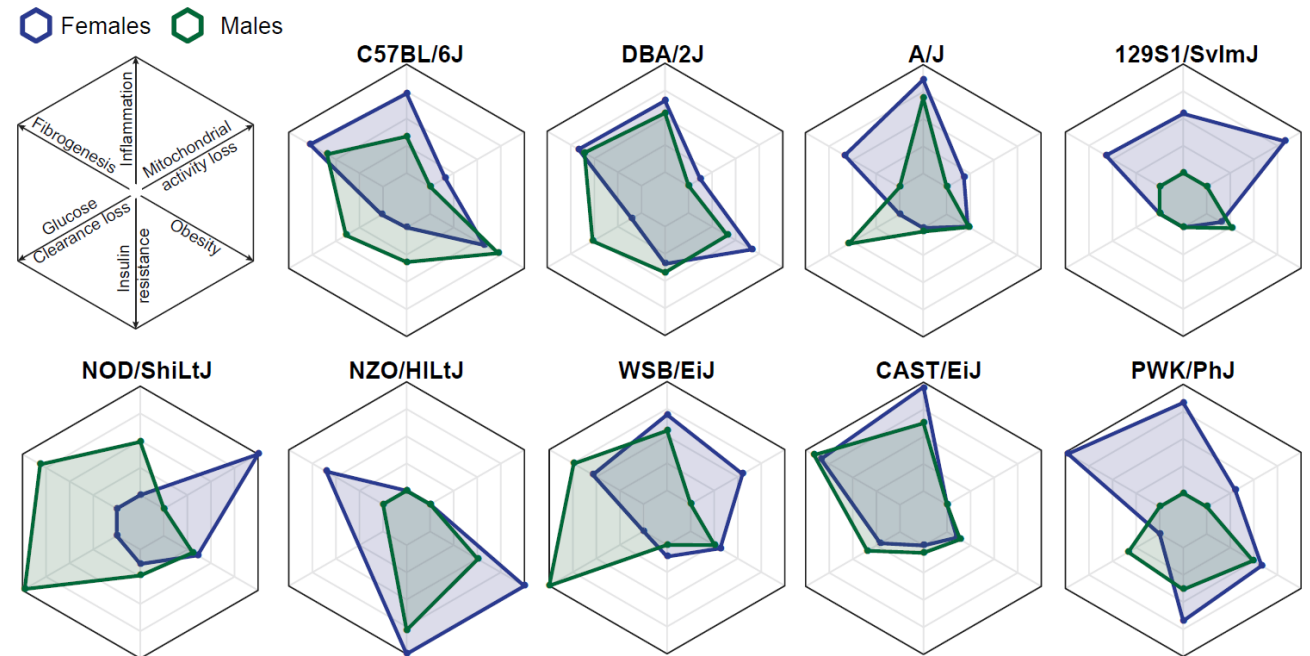 Females Males
C57BL/6J DBA/2J A/J 129S1/SvImJ
Inflammation
Fibrogenesis
Mitochondrial
activity loss
Glucose
Clearance loss
Insulin
resistance
Obesity
NOD/ShiLtJ NZO/HILtJ WSB/EiJ CAST/EiJ PWK/PhJ